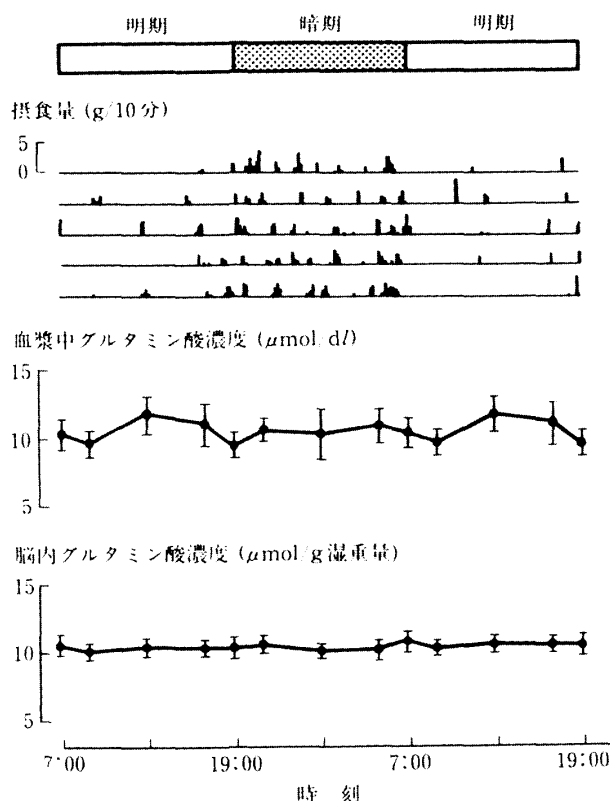 明期 暗期 明期
摂食量 (g/10分)
5
0
血漿中グルタミン酸濃度 (μmol/dl)
15
10
5
脳内グルタミン酸濃度 (μmol/g湿重量)
15
10
5
7:00 19:00 7:00 19:00
時 刻